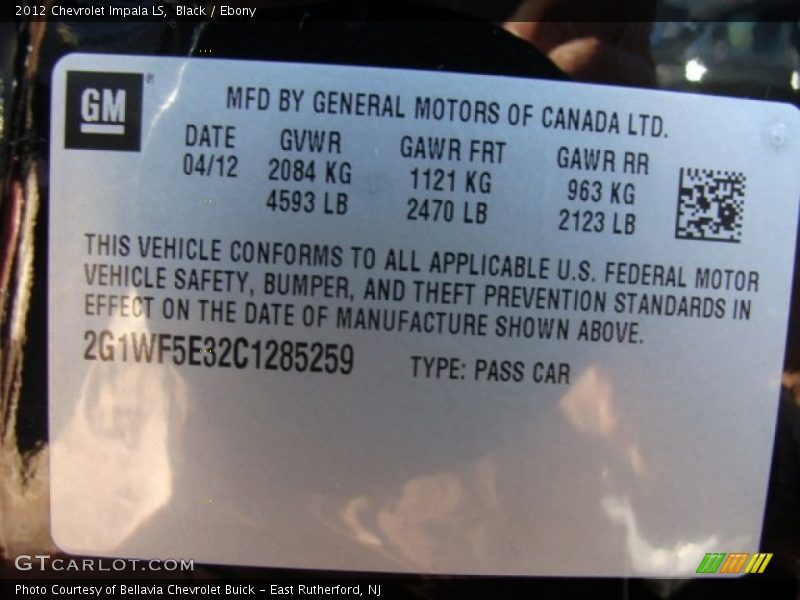 2012 Chevrolet Impala LS, Black / Ebony
GM
MFD BY GENERAL MOTORS OF CANADA LTD.
DATE GVWR GAWR FRT GAWR RR
04/12 2084 KG 1121 KG 963 KG
4593 LB 2470 LB 2123 LB
THIS VEHICLE CONFORMS TO ALL APPLICABLE U.S. FEDERAL MOTOR
VEHICLE SAFETY, BUMPER, AND THEFT PREVENTION STANDARDS IN
EFFECT ON THE DATE OF MANUFACTURE SHOWN ABOVE.
2G1WF5E32C1285259 TYPE: PASS CAR
GTCARLOT.COM
Photo Courtesy of Bellavia Chevrolet Buick - East Rutherford, NJ